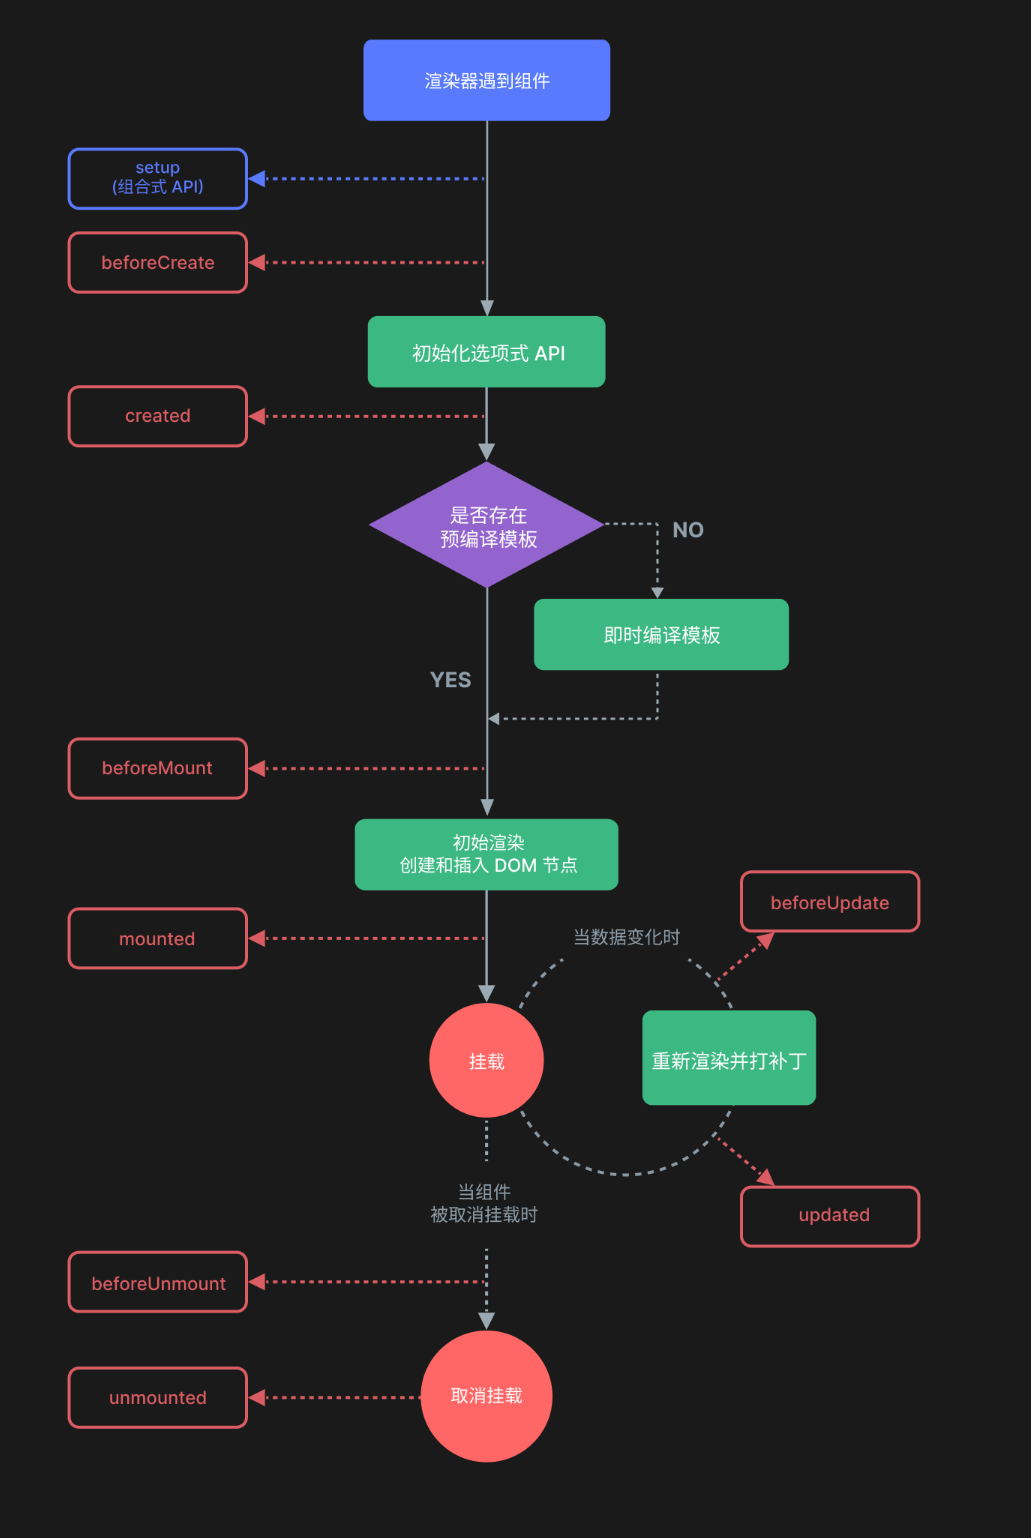 渲染器遇到组件
setup
(组合式 API)
beforeCreate
初始化选项式 API
created
是否存在
预编译模板
NO
即时编译模板
YES
beforeMount
初始渲染
创建和插入 DOM 节点
beforeUpdate
mounted
当数据变化时
挂载
重新渲染并打补丁
当组件
被取消挂载时
updated
beforeUnmount
取消挂载
unmounted